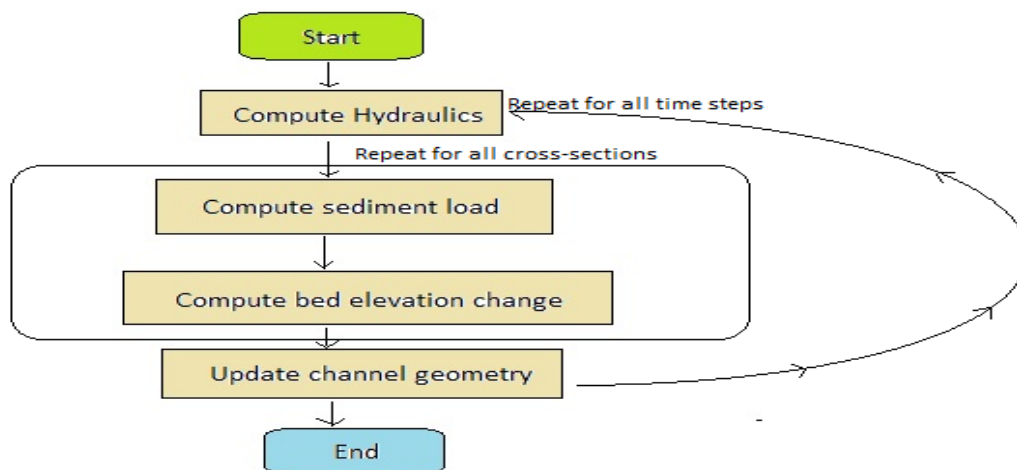 Start
Compute Hydraulics
Repeat for all time steps
Repeat for all cross-sections
Compute sediment load
Compute bed elevation change
Update channel geometry
End